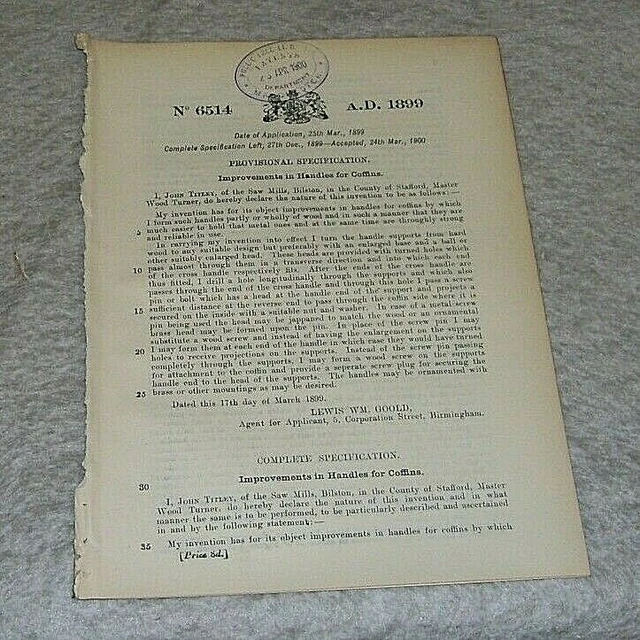 PATENTS
APR. 1900
DEPARTMENT
Nº 6514 A.D. 1899
Date of Application, 25th Mar., 1899
Complete Specification Left, 27th Dec., 1899—Accepted, 24th Mar., 1900
PROVISIONAL SPECIFICATION.
Improvements in Handles for Coffins.
I, JOHN TITLEY, of the Saw Mills, Bilston, in the County of Stafford, Master
Wood Turner, do hereby declare the nature of this invention to be as follows:—
My invention has for its object improvements in handles for coffins by which
I form such handles partly or wholly of wood and in such a manner that they are
5 much easier to hold that metal ones and at the same time are throughly strong
and reliable in use.
In carrying my invention into effect I turn the handle supports from hard
wood to any suitable design but preferably with an enlarged base and a ball or
other suitably enlarged head. These heads are provided with turned holes which
10 pass almost through them in a transverse direction and into which each end
of the cross handle respectively fits. After the ends of the cross handle are
thus fitted, I drill a hole longitudinally through the supports and which also
passes through the end of the cross handle and through this hole I pass a screw
pin or bolt which has a head at the handle end of the support and projects a
15 sufficient distance at the reverse end to pass through the coffin side where it is
secured on the inside with a suitable nut and washer. In case of a metal screw
pin being used the head may be japanned to match the wood or an ornamental
brass head may be formed upon the pin. In place of the screw pin I may
substitute a wood screw and instead of having the enlargement on the supports
20 I may form them at each end of the handle in which case they would have turned
holes to receive projections on the supports. Instead of the screw pin passing
completely through the supports, I may form a wood screw on the supports
for attachment to the coffin and provide a seperate screw plug for securing the
handle end to the head of the supports. The handles may be ornamented with
25 brass or other mountings as may be desired.
Dated this 17th day of March 1899.
LEWIS WM. GOOLD,
Agent for Applicant, 5, Corporation Street, Birmingham.
COMPLETE SPECIFICATION.
30 Improvements in Handles for Coffins.
I, JOHN TITLEY, of the Saw Mills, Bilston, in the County of Stafford, Master
Wood Turner, do hereby declare the nature of this invention and in what
manner the same is to be performed, to be particularly described and ascertained
in and by the following statement:—
35 My invention has for its object improvements in handles for coffins by which
[Price 8d.]